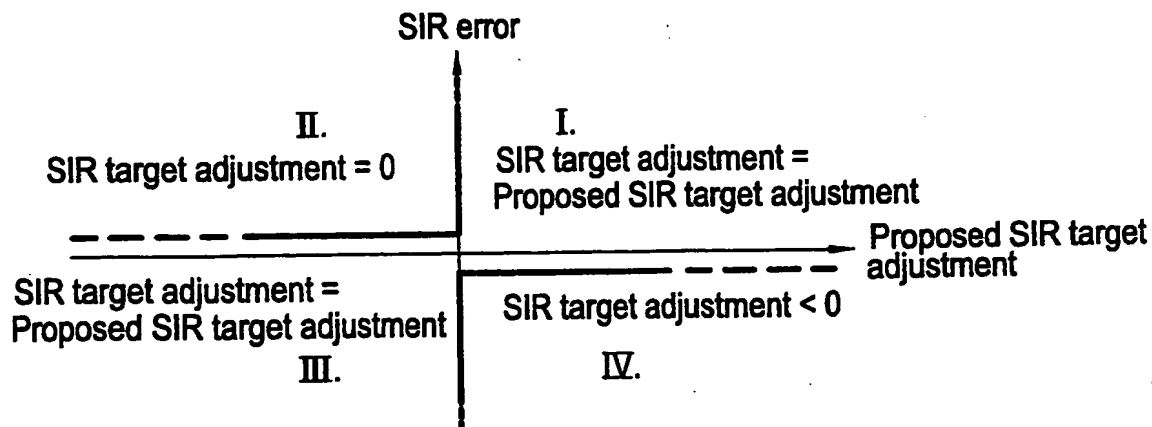 SIR error
II.
SIR target adjustment = 0
I.
SIR target adjustment =
Proposed SIR target adjustment
Proposed SIR target
adjustment
SIR target adjustment =
Proposed SIR target adjustment
III.
SIR target adjustment < 0
IV.